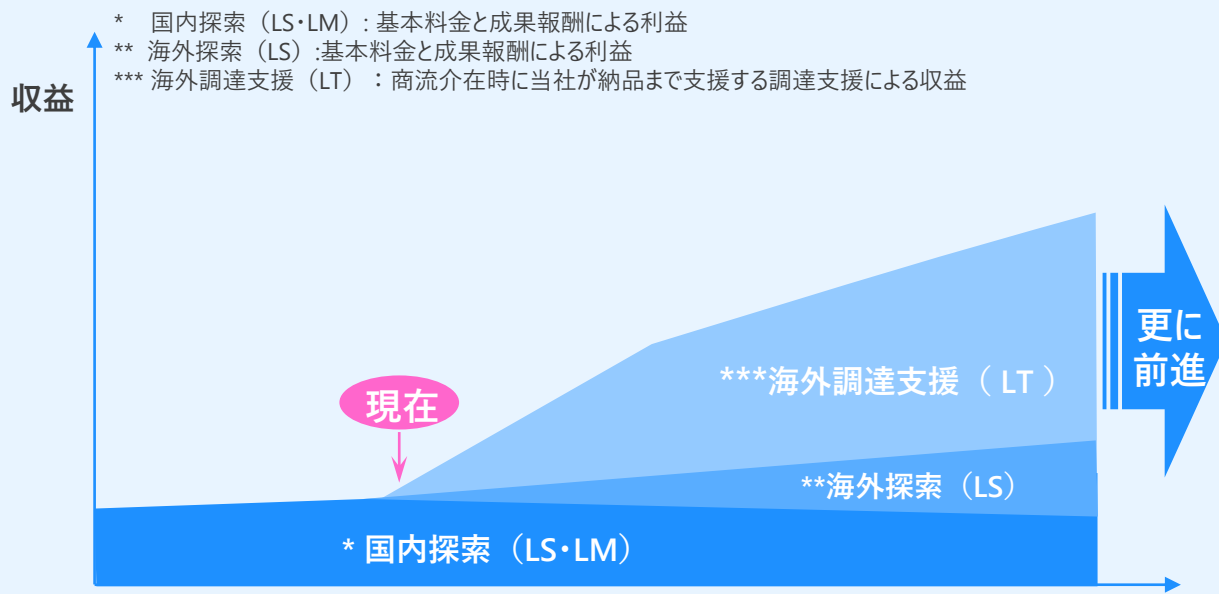 * 国内探索（LS・LM）: 基本料金と成果報酬による利益
** 海外探索（LS）:基本料金と成果報酬による利益
*** 海外調達支援（LT）：商流介在時に当社が納品まで支援する調達支援による収益
収益
更に
前進
***海外調達支援（ LT ）
現在
**海外探索（LS）
* 国内探索（LS・LM）